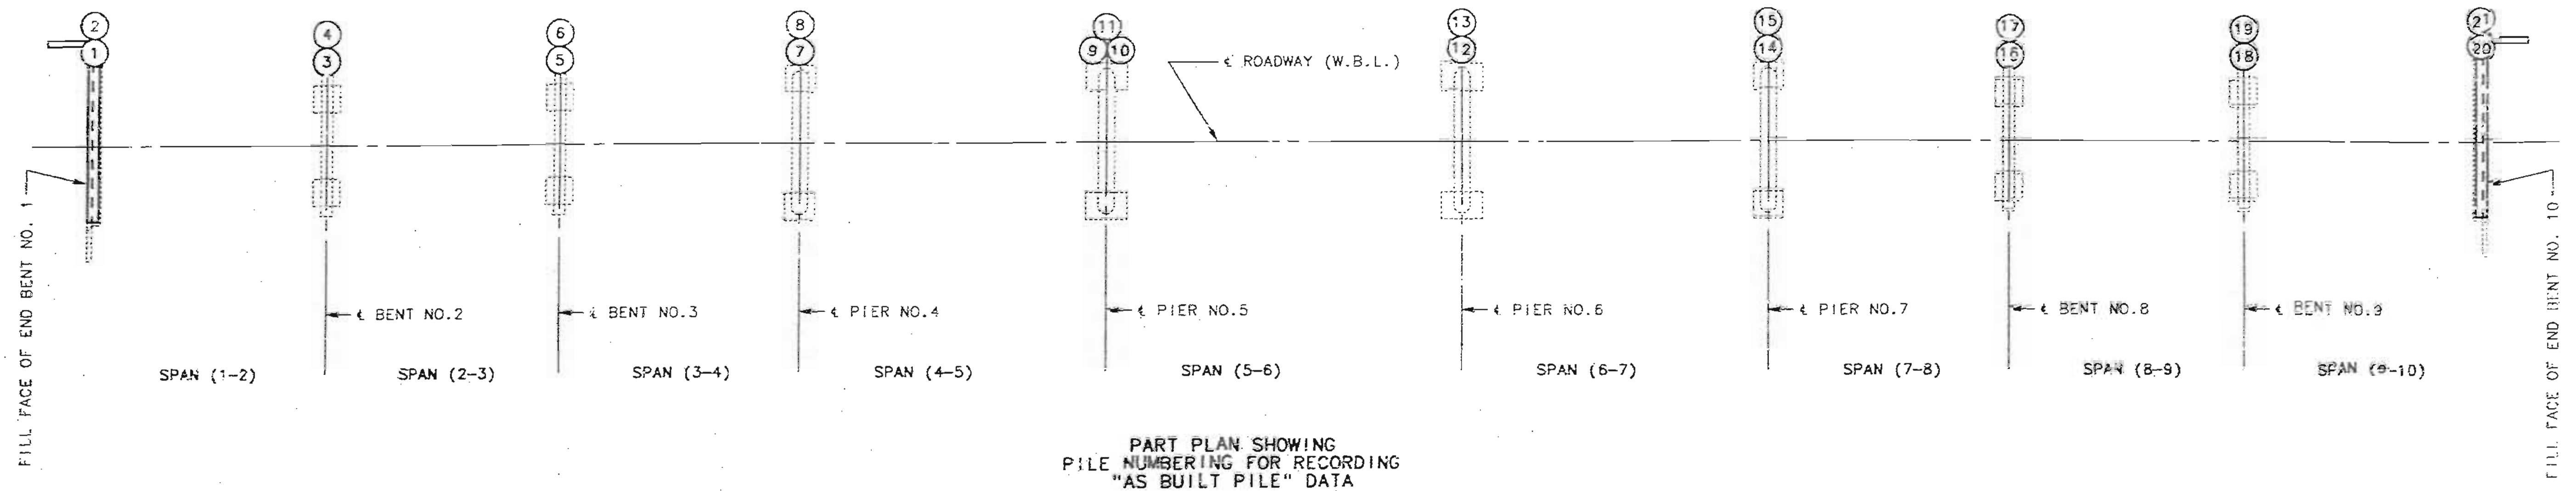 2 4 6 8 11 13 15 17 19 21
1 3 5 7 9 10 12 14 16 18 20
℄ ROADWAY (W.B.L.)
FILL FACE OF END BENT NO. 1
℄ BENT NO.2
℄ BENT NO.3
℄ PIER NO.4
℄ PIER NO.5
℄ PIER NO.6
℄ PIER NO.7
℄ BENT NO.8
℄ BENT NO.9
FILL FACE OF END BENT NO. 10
SPAN (1-2)
SPAN (2-3)
SPAN (3-4)
SPAN (4-5)
SPAN (5-6)
SPAN (6-7)
SPAN (7-8)
SPAN (8-9)
SPAN (9-10)
PART PLAN SHOWING
PILE NUMBERING FOR RECORDING
"AS BUILT PILE" DATA